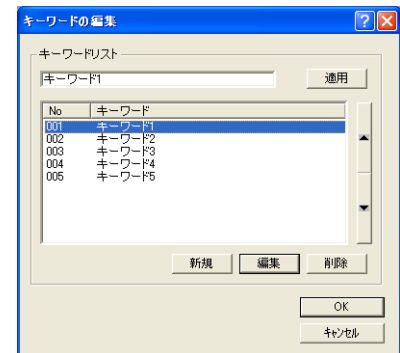 キーワードの編集
キーワードリスト
キーワード1
適用
No キーワード
001 キーワード1
002 キーワード2
003 キーワード3
004 キーワード4
005 キーワード5
新規 編集 削除
OK
キャンセル